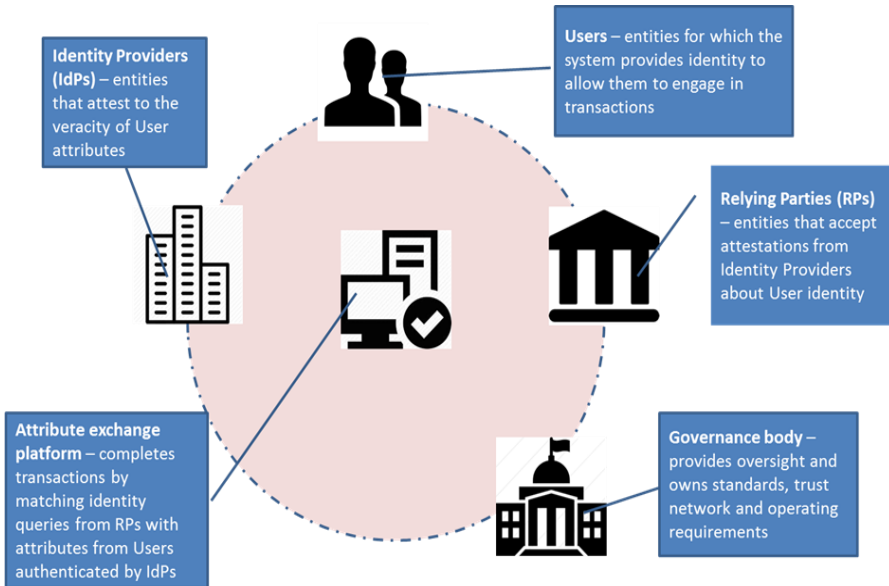 Identity Providers
(IdPs) – entities
that attest to the
veracity of User
attributes
Users – entities for which the
system provides identity to
allow them to engage in
transactions
Relying Parties (RPs)
– entities that accept
attestations from
Identity Providers
about User identity
Attribute exchange
platform – completes
transactions by
matching identity
queries from RPs with
attributes from Users
authenticated by IdPs
Governance body –
provides oversight and
owns standards, trust
network and operating
requirements